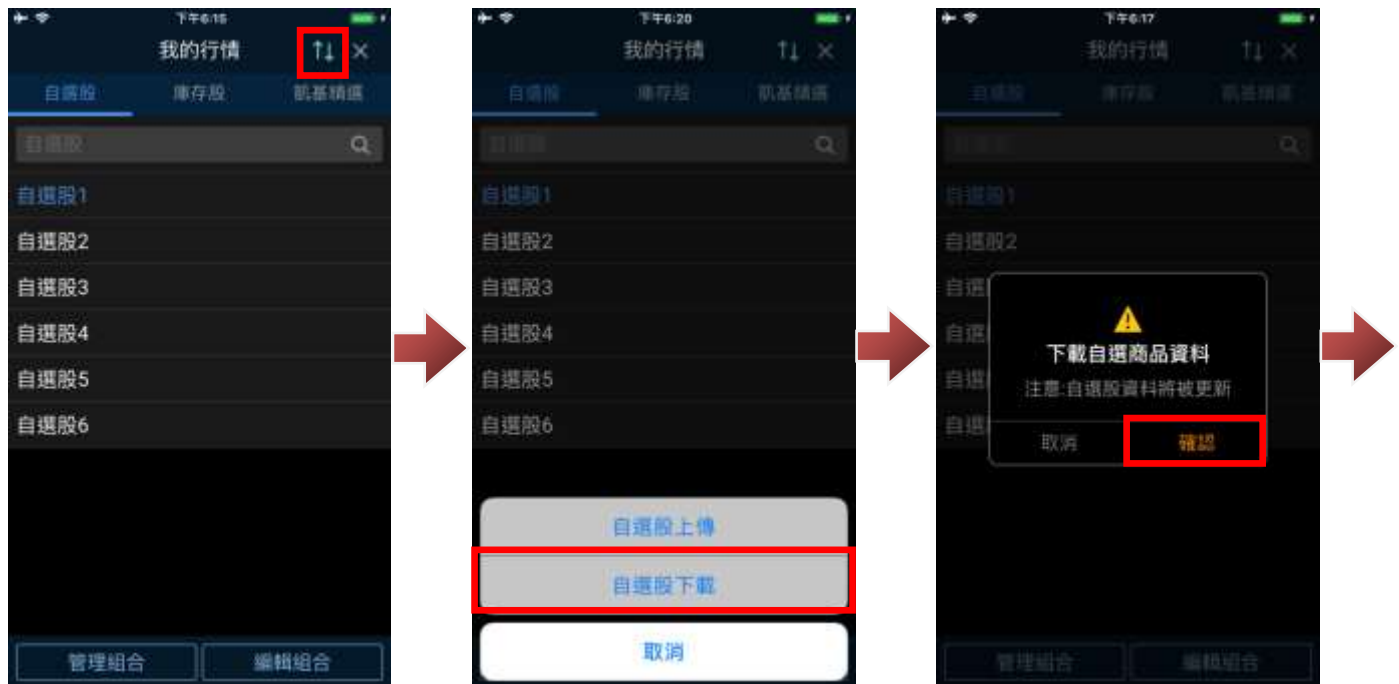 下午6:15
我的行情 ↑↓ ×
自選股 庫存股 凱基精選
自選股
自選股1
自選股2
自選股3
自選股4
自選股5
自選股6
管理組合 編輯組合
下午6:20
我的行情 ↑↓ ×
自選股 庫存股 凱基精選
自選股
自選股1
自選股2
自選股3
自選股4
自選股5
自選股6
自選股上傳
自選股下載
取消
下午6:17
我的行情 ↑↓ ×
自選股 庫存股 凱基精選
自選股1
自選股2
自選
自選
自選
自選
下載自選商品資料
注意:自選股資料將被更新
取消 確認
管理組合 編輯組合